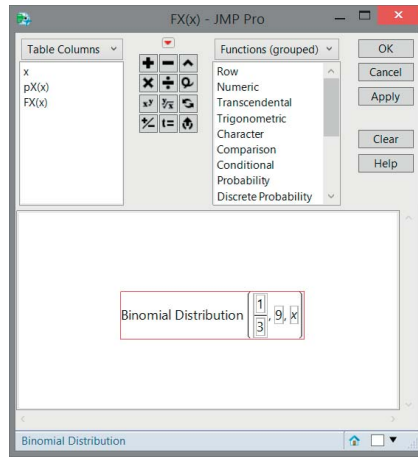 FX(x) - JMP Pro
Table Columns
x
pX(x)
FX(x)
Functions (grouped)
Row
Numeric
Transcendental
Trigonometric
Character
Comparison
Conditional
Probability
Discrete Probability
OK
Cancel
Apply
Clear
Help
Binomial Distribution ( 1/3 , 9, x )
Binomial Distribution